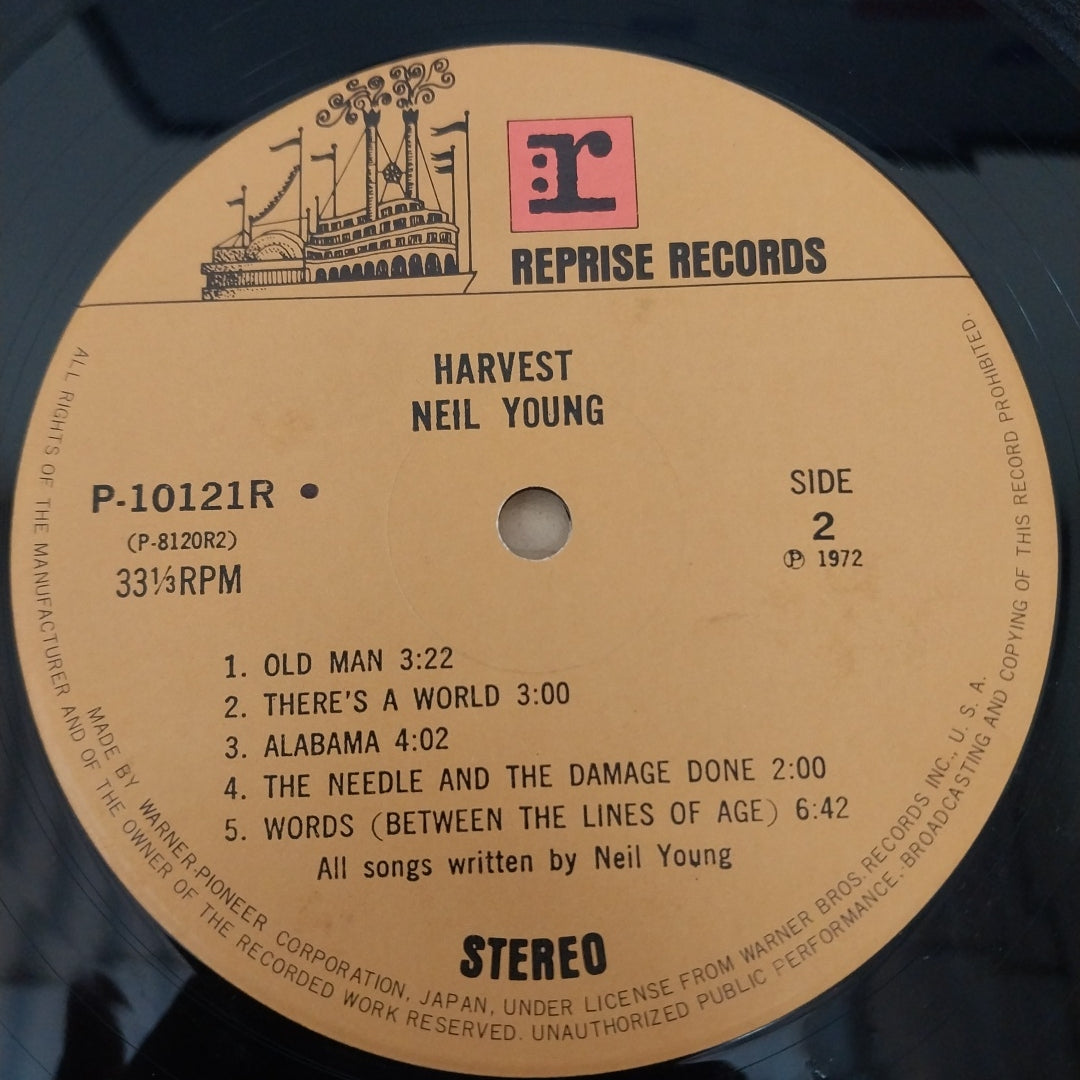 r
REPRISE RECORDS
HARVEST
NEIL YOUNG
P-10121R
(P-8120R2)
33⅓RPM
SIDE
2
Ⓟ 1972
1. OLD MAN 3:22
2. THERE'S A WORLD 3:00
3. ALABAMA 4:02
4. THE NEEDLE AND THE DAMAGE DONE 2:00
5. WORDS (BETWEEN THE LINES OF AGE) 6:42
All songs written by Neil Young
STEREO
MADE BY WARNER-PIONEER CORPORATION, JAPAN, UNDER LICENSE FROM WARNER BROS. RECORDS INC., U. S. A.
ALL RIGHTS OF THE MANUFACTURER AND OF THE OWNER OF THE RECORDED WORK RESERVED. UNAUTHORIZED PUBLIC PERFORMANCE. BROADCASTING AND COPYING OF THIS RECORD PROHIBITED.